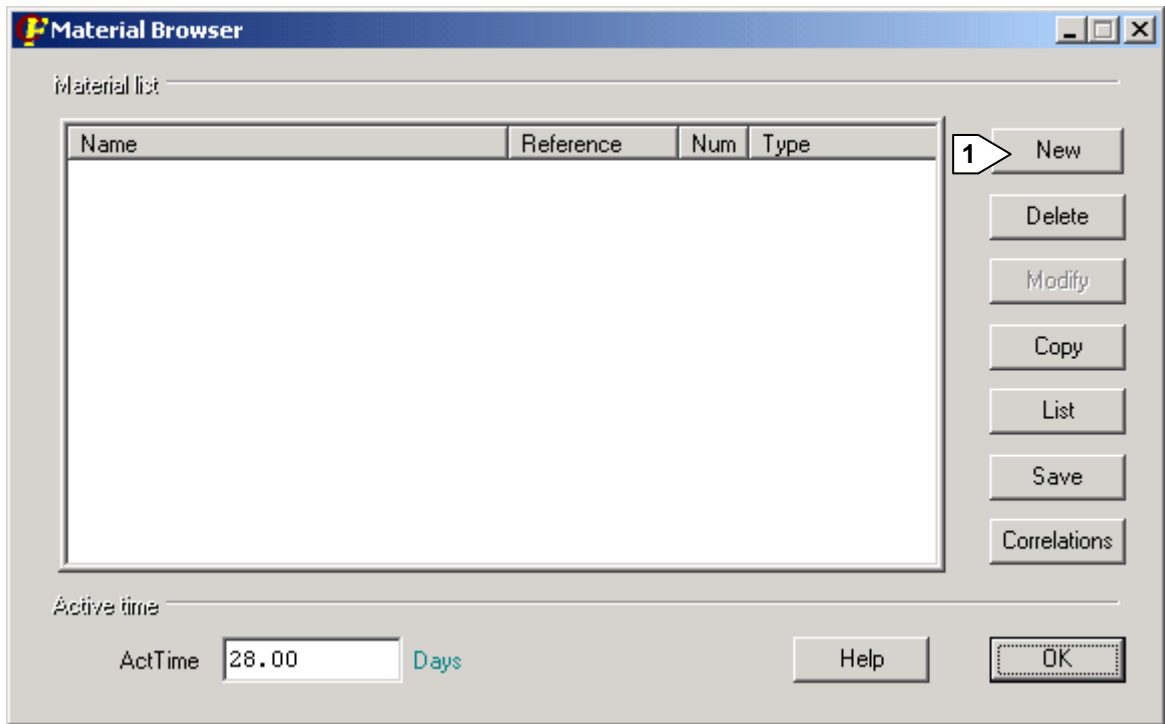 Material Browser
Material list
Name Reference Num Type
1 New
Delete
Modify
Copy
List
Save
Correlations
Active time
ActTime 28.00 Days Help OK